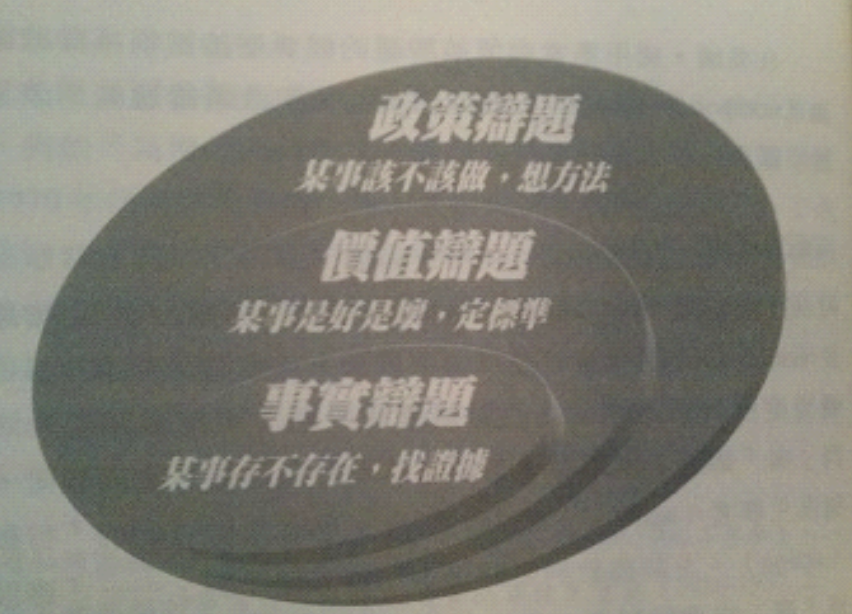 政策辯題
某事該不該做，想方法
價值辯題
某事是好是壞，定標準
事實辯題
某事存不存在，找證據